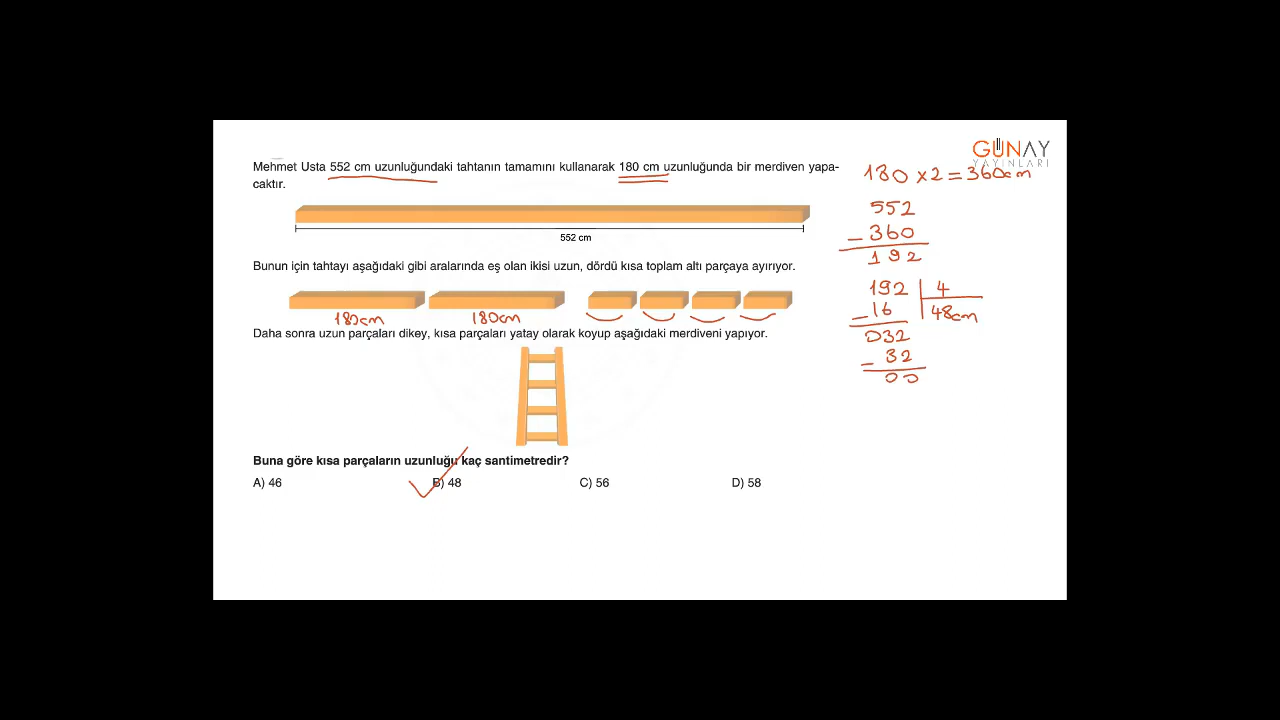 GÜNAY
YAYINLARI
Mehmet Usta 552 cm uzunluğundaki tahtanın tamamını kullanarak 180 cm uzunluğunda bir merdiven yapa-
caktır.
552 cm
Bunun için tahtayı aşağıdaki gibi aralarında eş olan ikisi uzun, dördü kısa toplam altı parçaya ayırıyor.
180cm 180cm
Daha sonra uzun parçaları dikey, kısa parçaları yatay olarak koyup aşağıdaki merdiveni yapıyor.
Buna göre kısa parçaların uzunluğu kaç santimetredir?
A) 46 B) 48 C) 56 D) 58
180 x 2 = 360cm
552
- 360
192
192 4
- 16 48cm
032
- 32
00